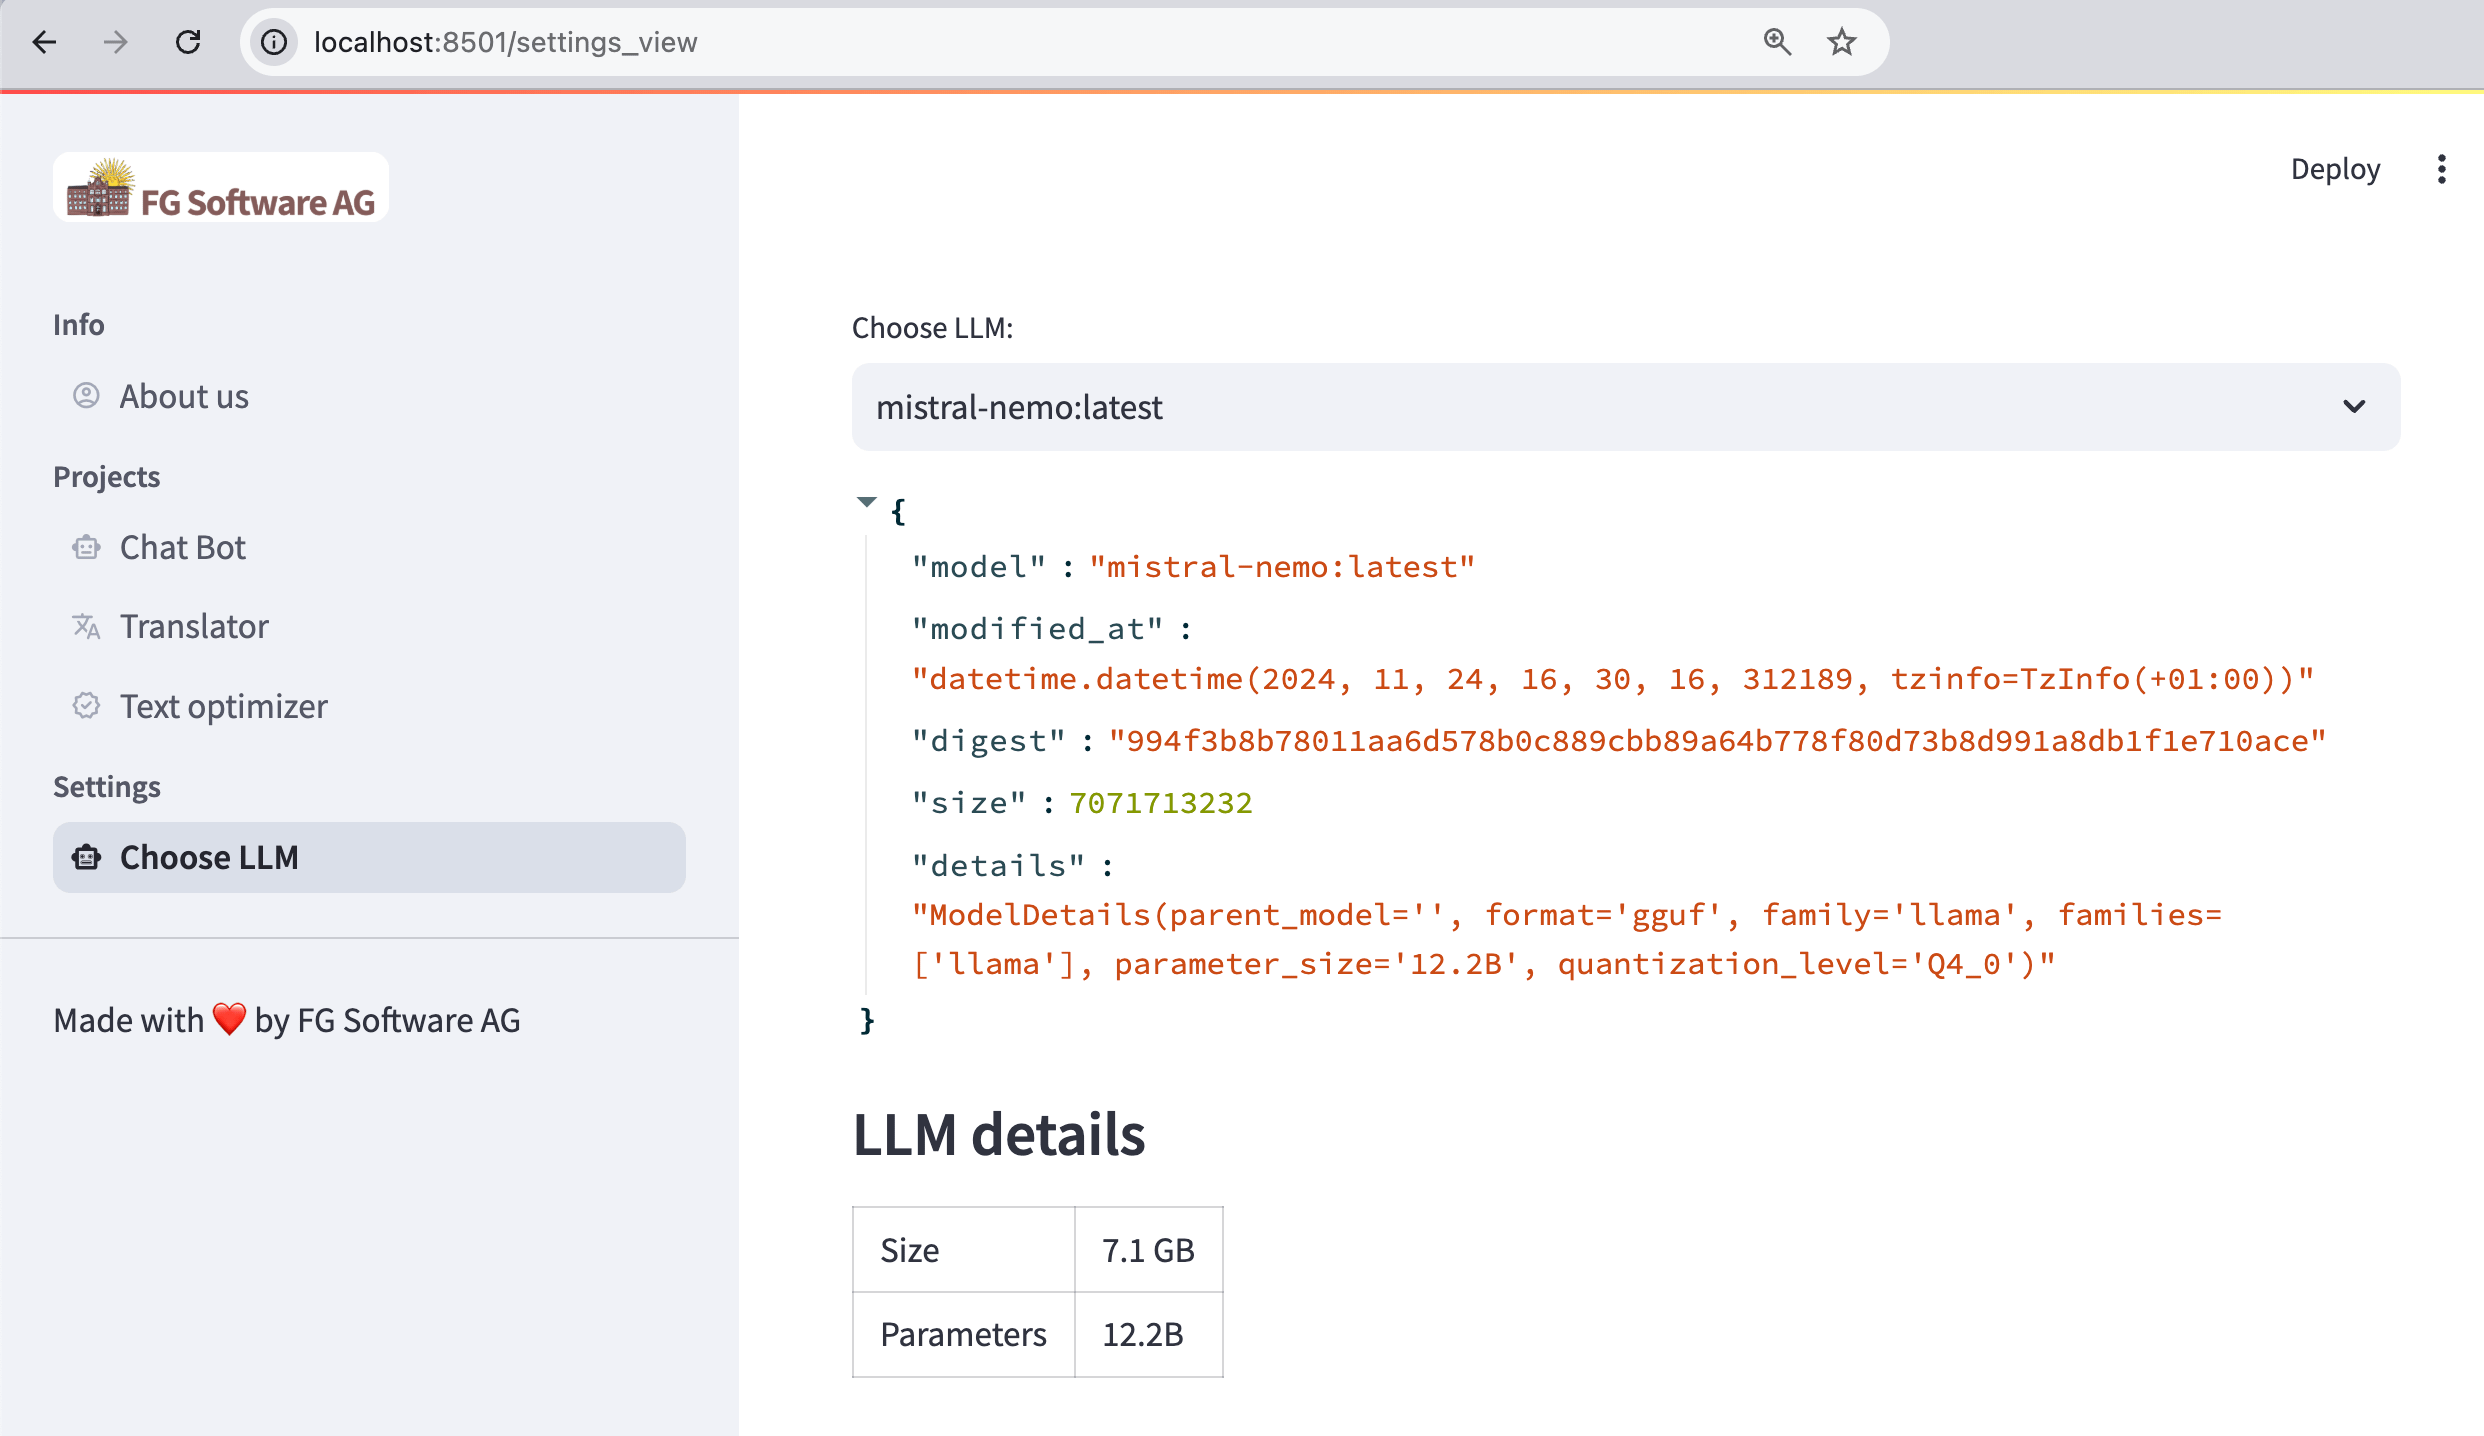 localhost:8501/settings_view
FG Software AG
Deploy
Info
About us
Projects
Chat Bot
Translator
Text optimizer
Settings
Choose LLM
Made with ❤️ by FG Software AG
Choose LLM:
mistral-nemo:latest
{
"model" : "mistral-nemo:latest"
"modified_at" :
"datetime.datetime(2024, 11, 24, 16, 30, 16, 312189, tzinfo=TzInfo(+01:00))"
"digest" : "994f3b8b78011aa6d578b0c889cbb89a64b778f80d73b8d991a8db1f1e710ace"
"size" : 7071713232
"details" :
"ModelDetails(parent_model='', format='gguf', family='llama', families=
['llama'], parameter_size='12.2B', quantization_level='Q4_0')"
}
LLM details
Size 7.1 GB
Parameters 12.2B